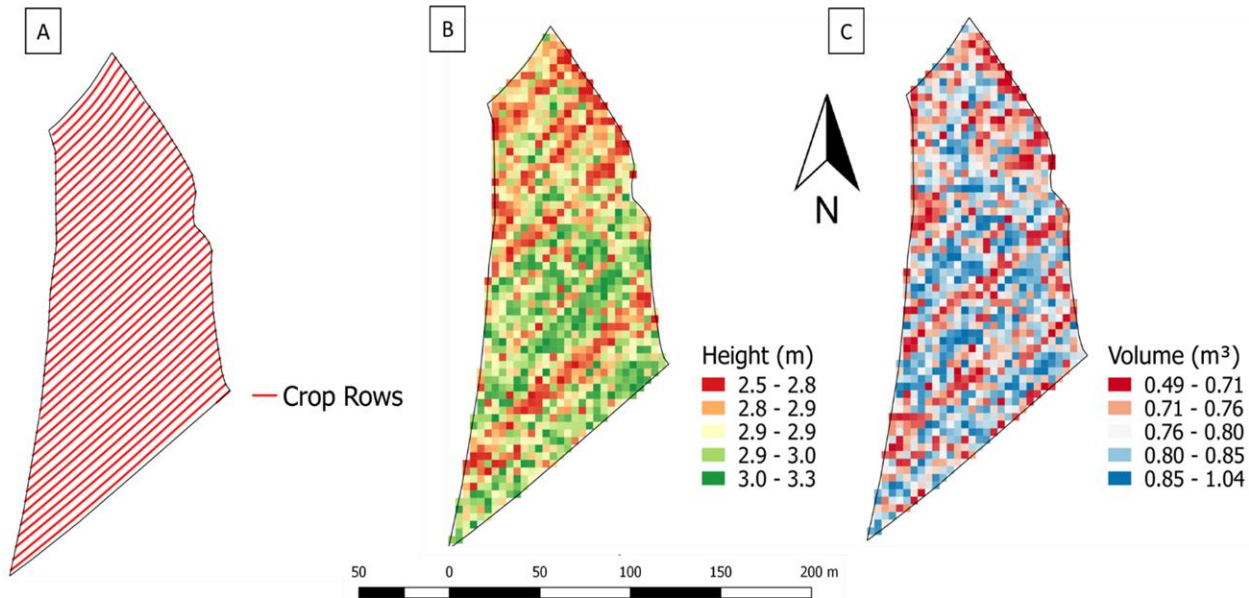 A
B
C
N
Crop Rows
Height (m)
2.5 - 2.8
2.8 - 2.9
2.9 - 2.9
2.9 - 3.0
3.0 - 3.3
Volume (m³)
0.49 - 0.71
0.71 - 0.76
0.76 - 0.80
0.80 - 0.85
0.85 - 1.04
50 0 50 100 150 200 m